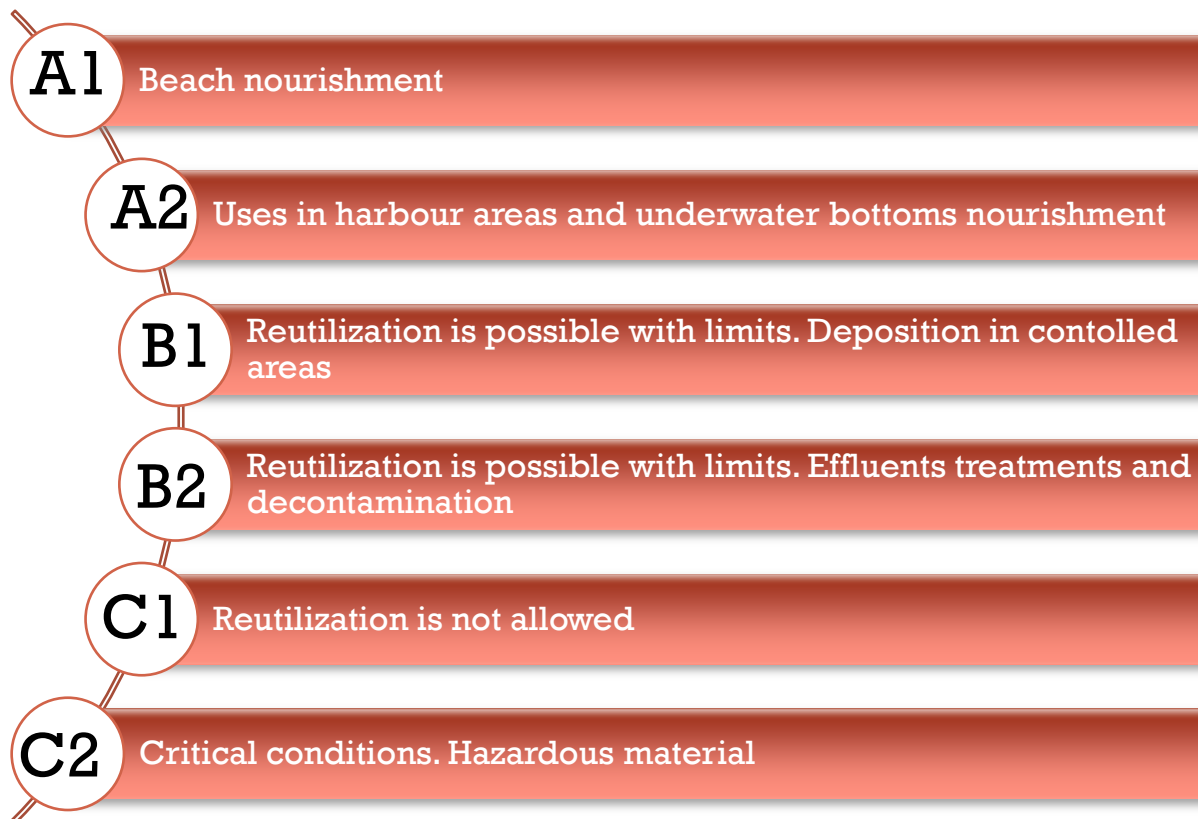 A1
Beach nourishment
A2
Uses in harbour areas and underwater bottoms nourishment
B1
Reutilization is possible with limits. Deposition in contolled
areas
B2
Reutilization is possible with limits. Effluents treatments and
decontamination
C1
Reutilization is not allowed
C2
Critical conditions. Hazardous material